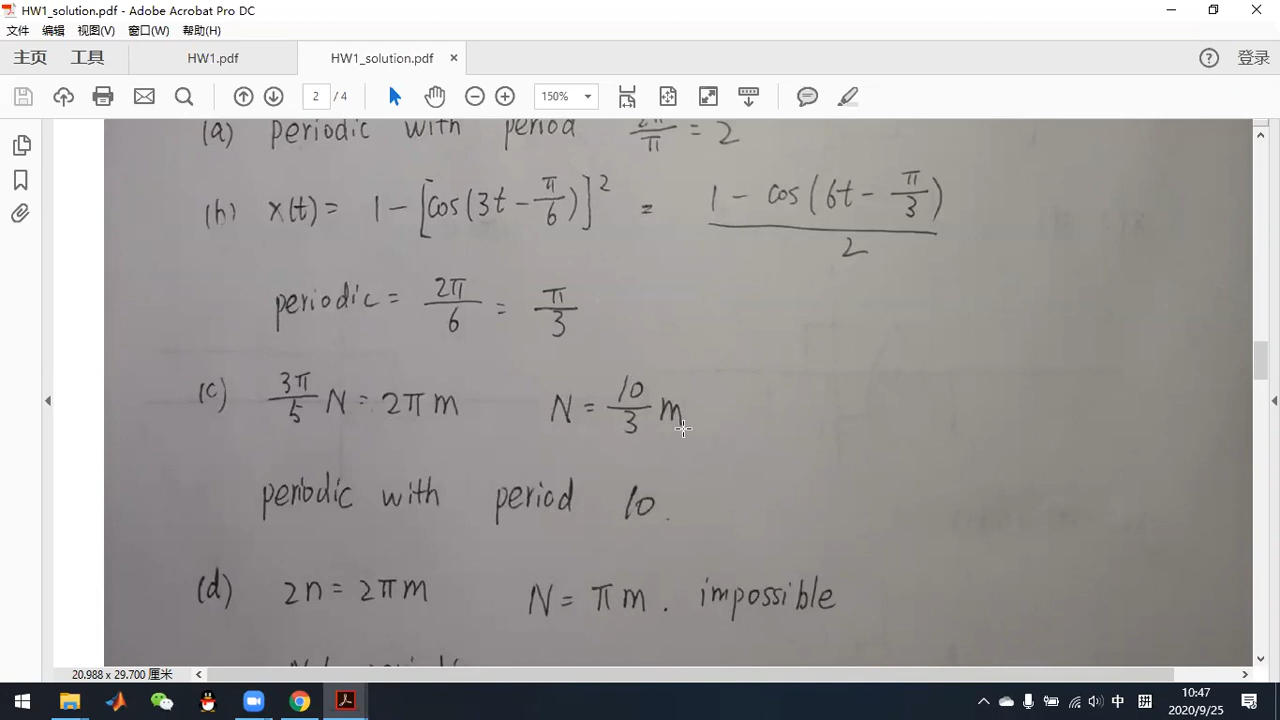 HW1_solution.pdf - Adobe Acrobat Pro DC
文件 编辑 视图(V) 窗口(W) 帮助(H)
主页 工具 HW1.pdf HW1_solution.pdf × 登录
2 / 4 150%
(a) periodic with period 2π/π = 2
(b) x(t) = 1 - [cos(3t - π/6)]² = (1 - cos(6t - π/3))/2
periodic = 2π/6 = π/3
(c) 3π/5 N = 2πm N = 10/3 m
periodic with period 10.
(d) 2n = 2πm N = πm. impossible
20.988 x 29.700 厘米
中 拼 10:47
2020/9/25